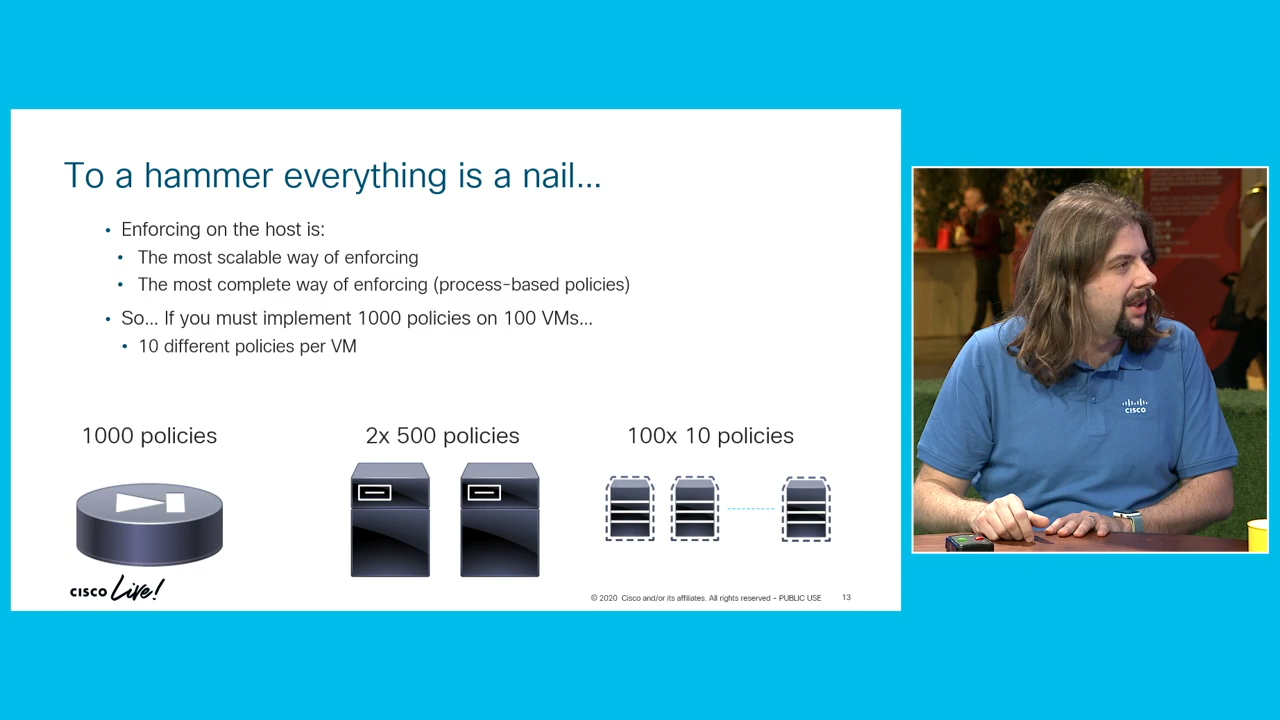 To a hammer everything is a nail...
• Enforcing on the host is:
• The most scalable way of enforcing
• The most complete way of enforcing (process-based policies)
• So... If you must implement 1000 policies on 100 VMs...
• 10 different policies per VM
1000 policies
2x 500 policies
100x 10 policies
CISCO Live!
© 2020 Cisco and/or its affiliates. All rights reserved - PUBLIC USE
13
CISCO